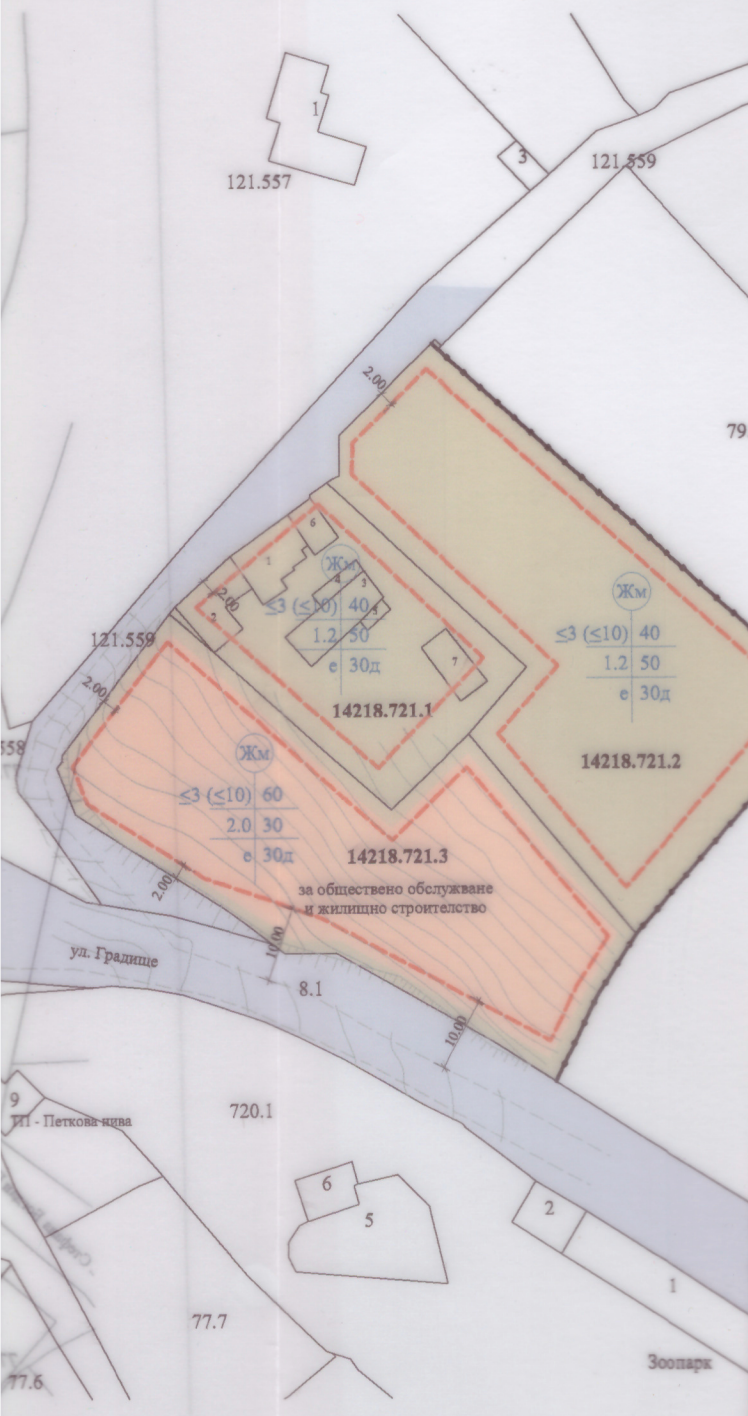 1
3
121.559
121.557
2.00
79
6
1
Жм
4
3
≤3 (≤10) 40
5
2.00
2
1.2 50
е 30д
7
Жм
≤3 (≤10) 40
1.2 50
е 30д
121.559
2.00
14218.721.1
558
14218.721.2
Жм
≤3 (≤10) 60
2.0 30
е 30д
14218.721.3
за обществено обслужване
и жилищно строителство
2.00
10.00
ул. Градище
8.1
10.00
9
ТП - Петкова нива
720.1
6
5
2
1
77.7
Зоопарк
77.6